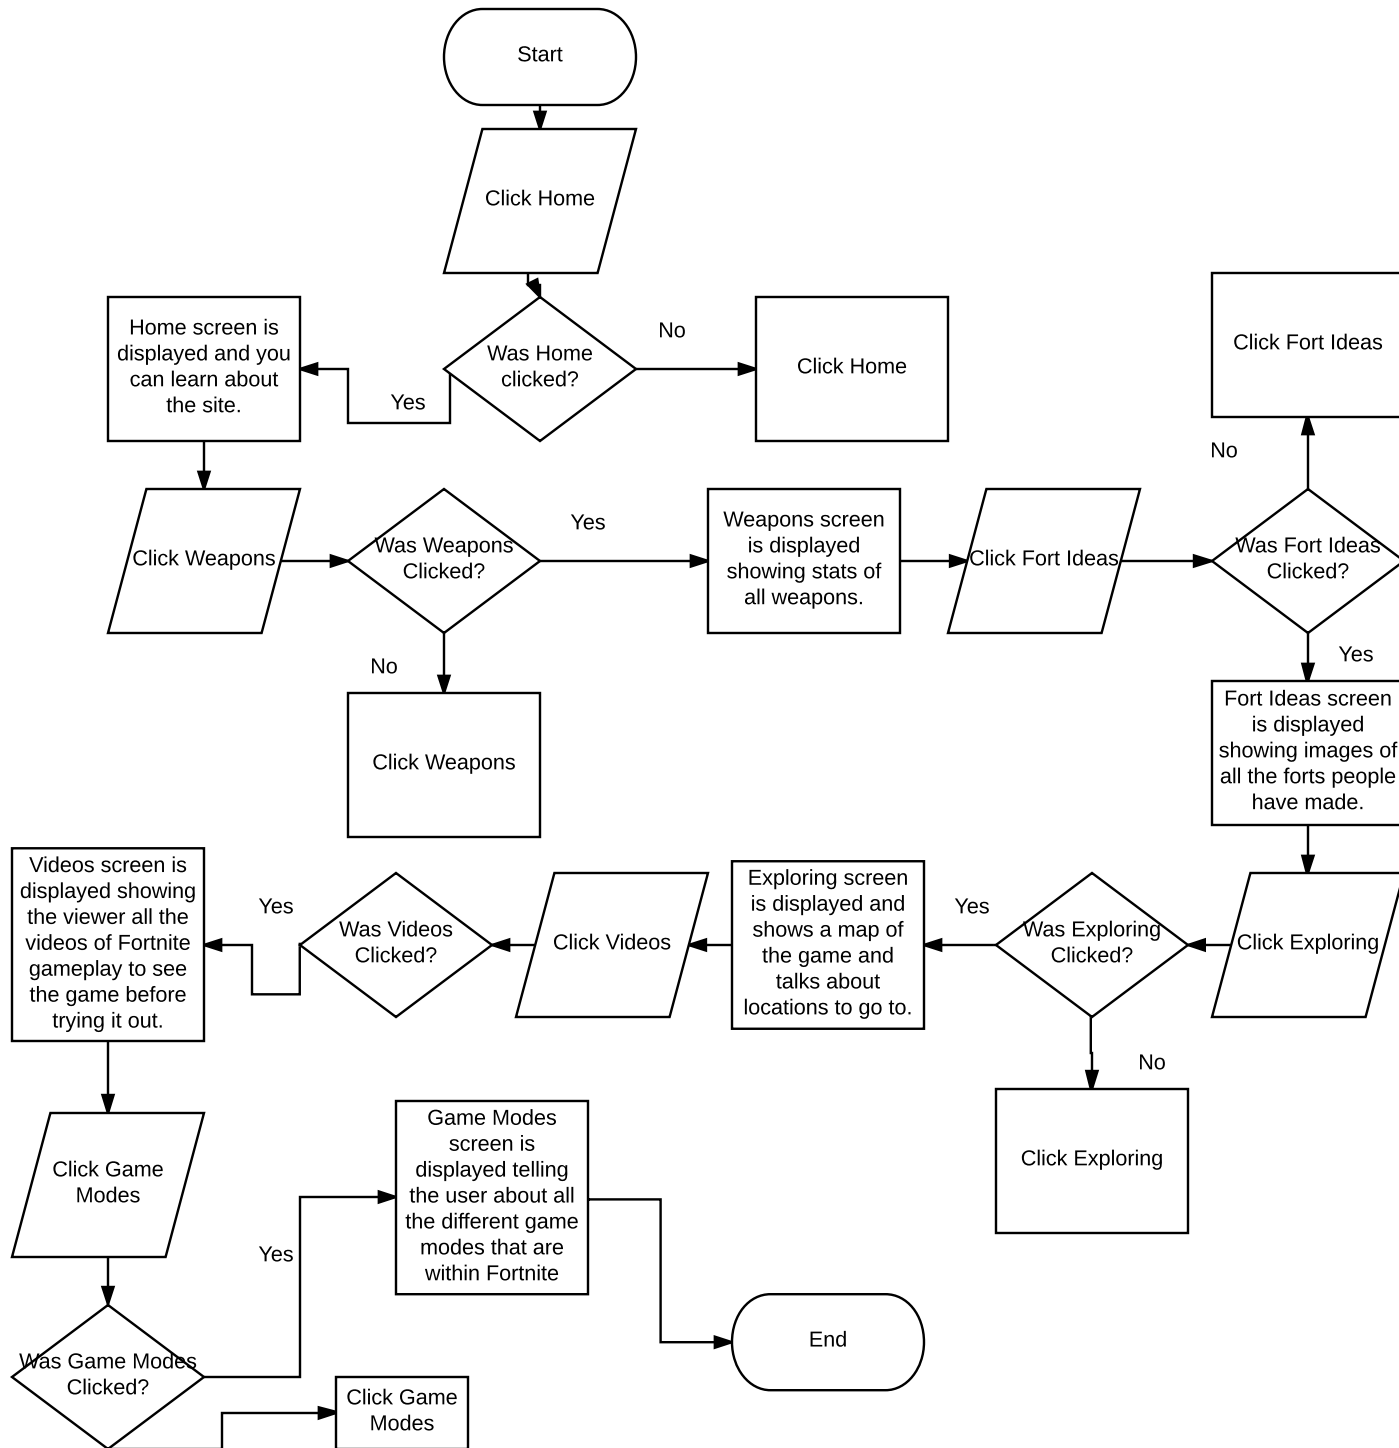 Start
Click Home
Was Home
clicked?
No
Click Home
Yes
Home screen is
displayed and you
can learn about
the site.
Click Weapons
Was Weapons
Clicked?
Yes
No
Click Weapons
Weapons screen
is displayed
showing stats of
all weapons.
Click Fort Ideas
Was Fort Ideas
Clicked?
No
Click Fort Ideas
Yes
Fort Ideas screen
is displayed
showing images of
all the forts people
have made.
Click Exploring
Was Exploring
Clicked?
No
Click Exploring
Yes
Exploring screen
is displayed and
shows a map of
the game and
talks about
locations to go to.
Click Videos
Was Videos
Clicked?
Yes
Videos screen is
displayed showing
the viewer all the
videos of Fortnite
gameplay to see
the game before
trying it out.
Click Game
Modes
Was Game Modes
Clicked?
Yes
Game Modes
screen is
displayed telling
the user about all
the different game
modes that are
within Fortnite
Click Game
Modes
End